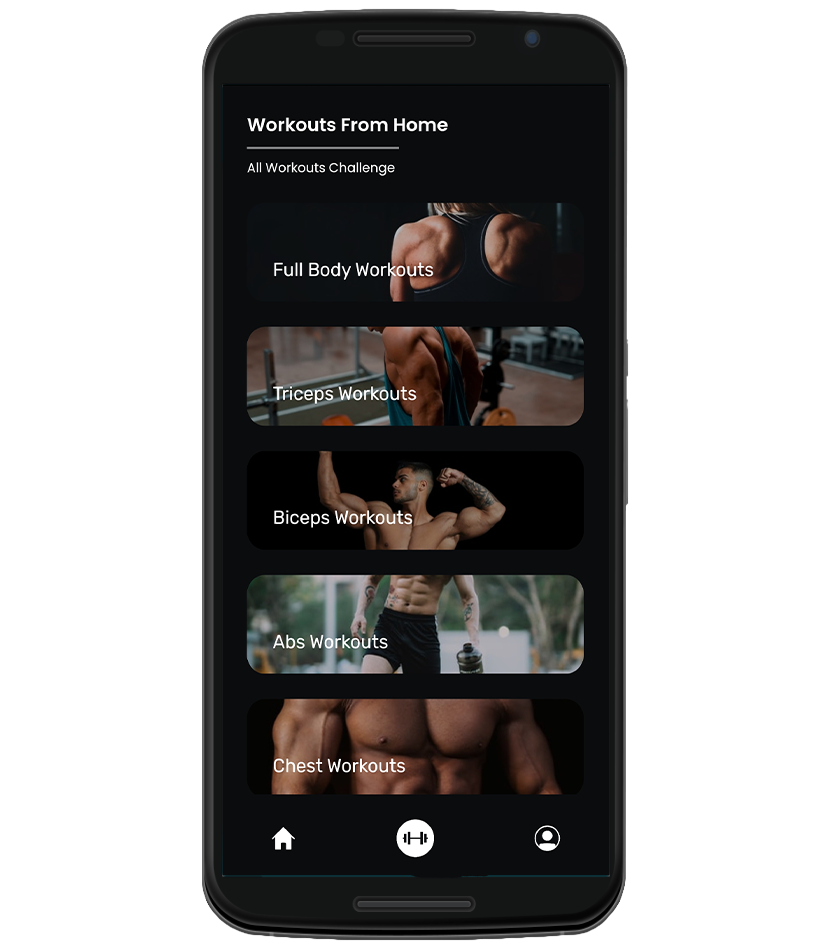 Workouts From Home
All Workouts Challenge
Full Body Workouts
Triceps Workouts
Biceps Workouts
Abs Workouts
Chest Workouts